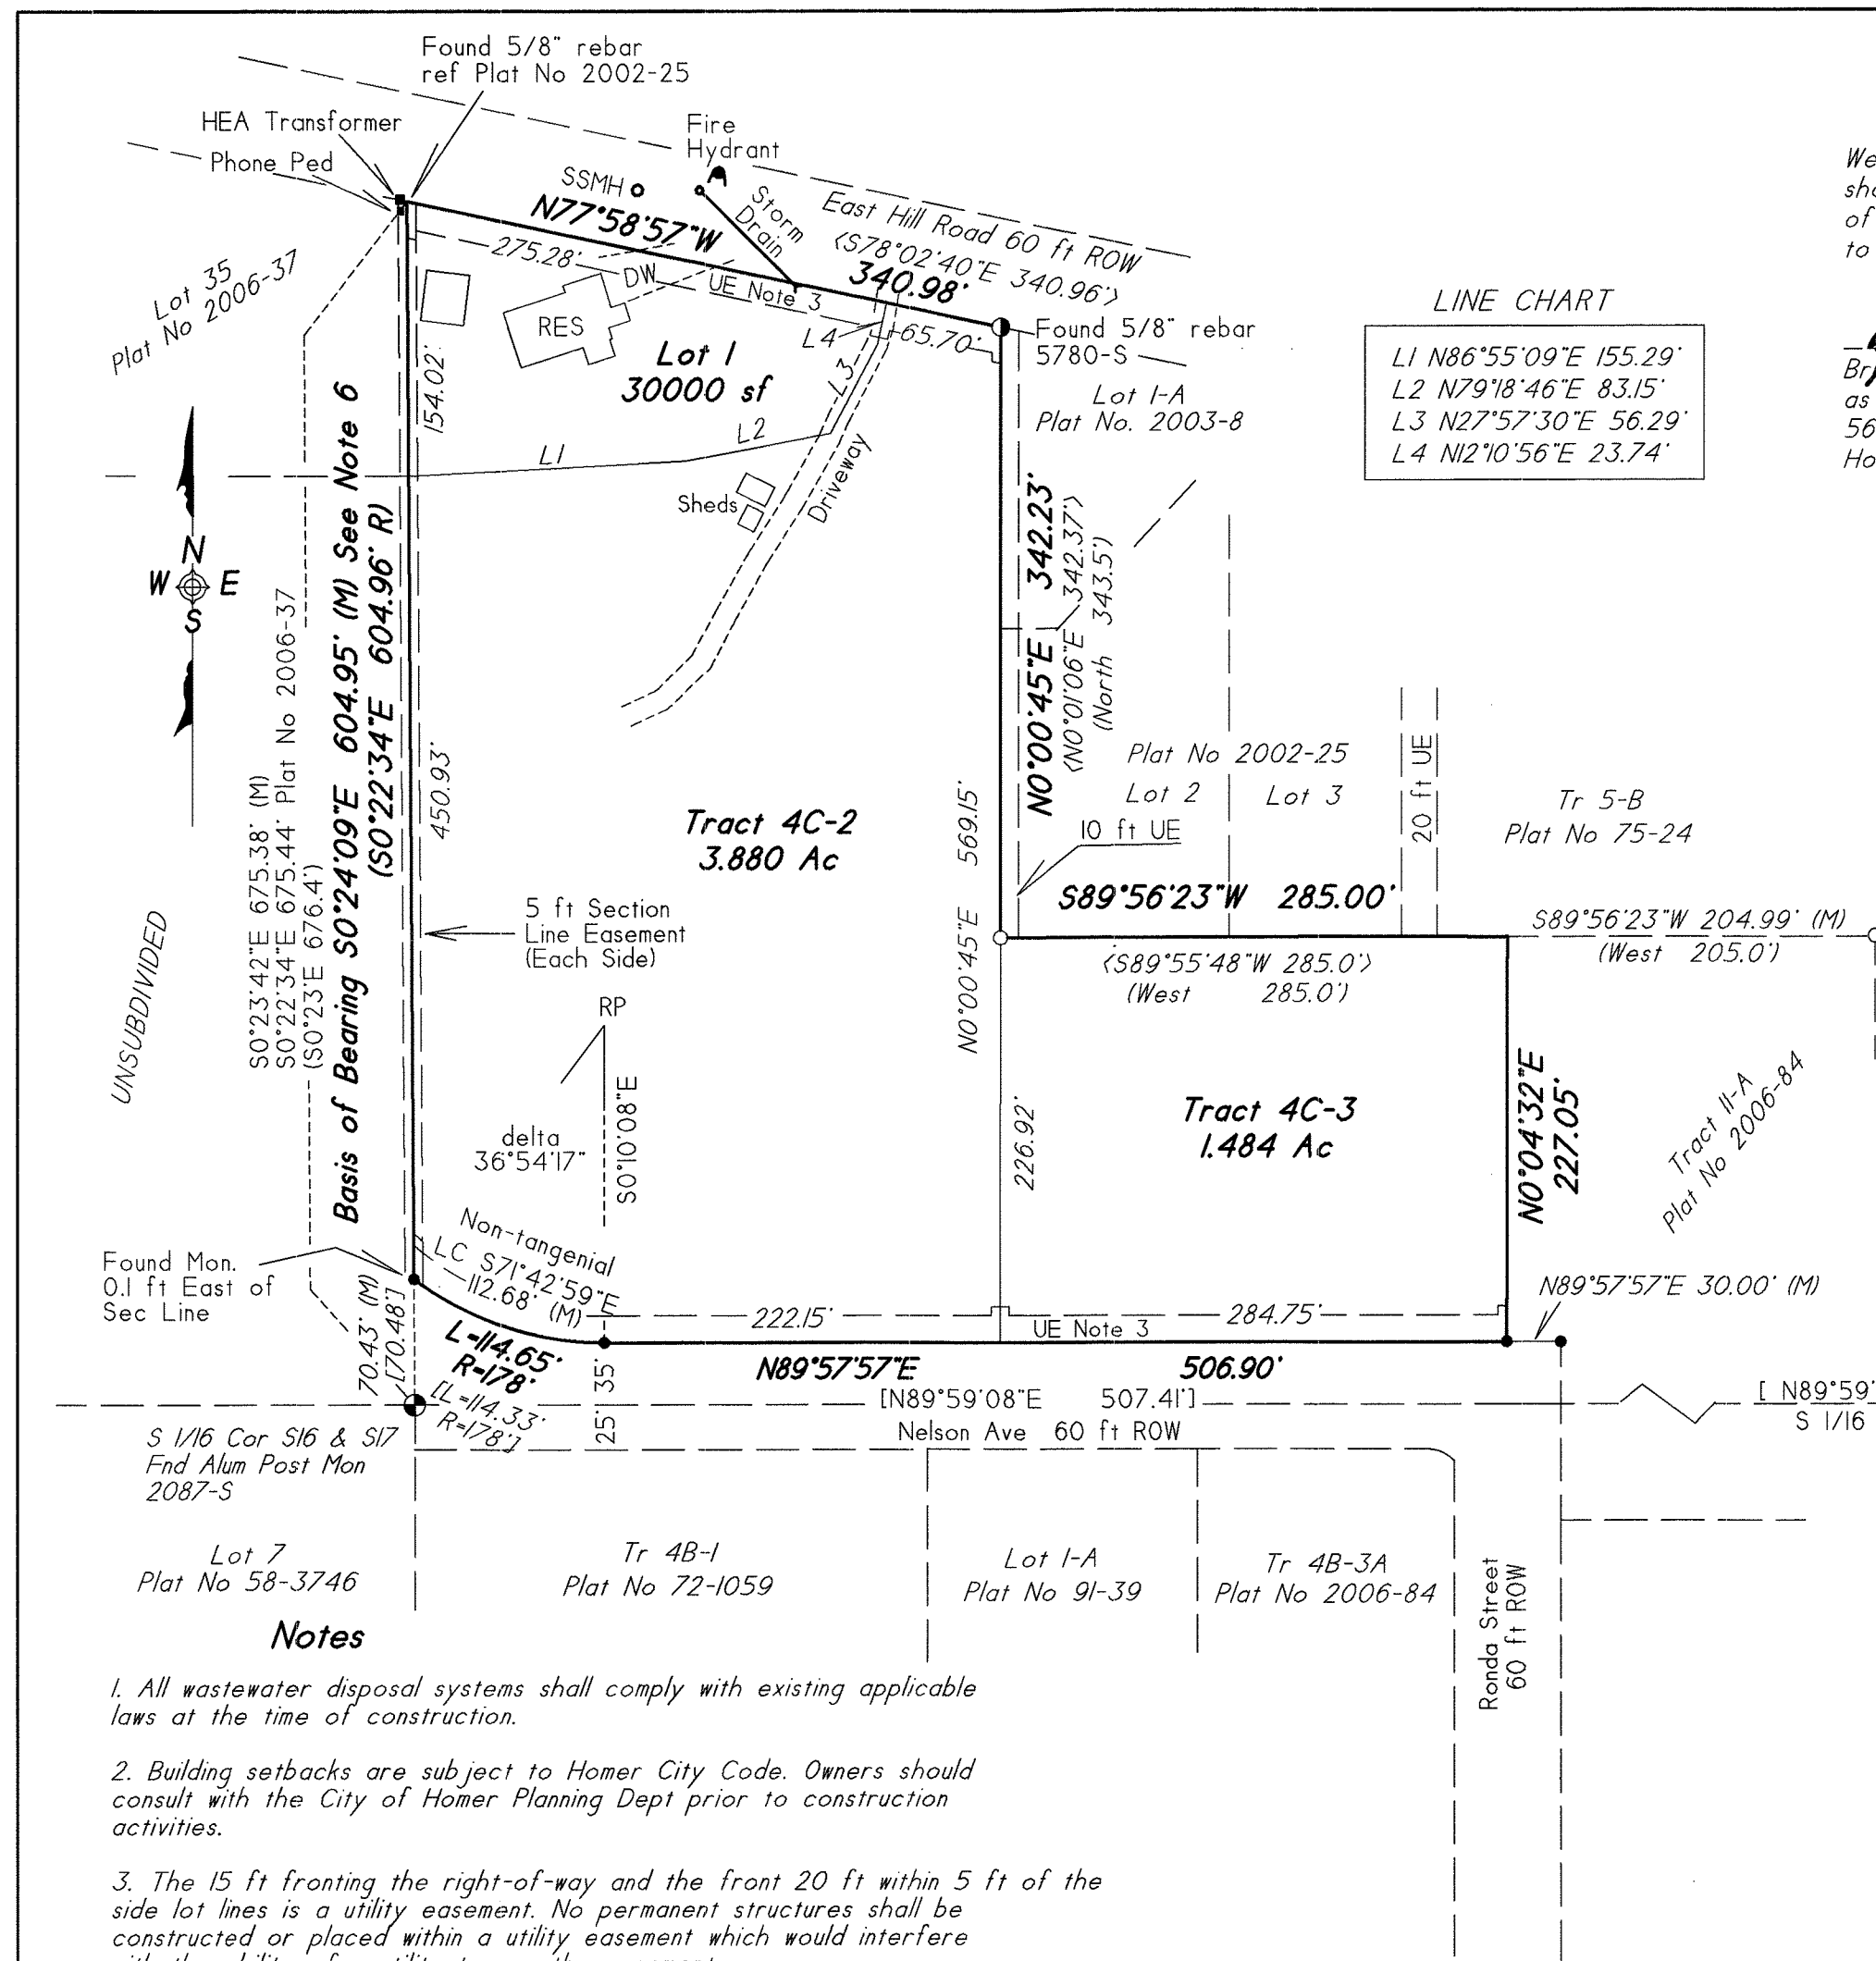 Found 5/8" rebar
ref Plat No 2002-25
HEA Transformer
Phone Ped
Fire
Hydrant
SSMH
Storm
Drain
N77°58'57"W
340.98'
East Hill Road 60 ft ROW
<S78°02'40"E 340.96'>
275.28'
DW
UE Note 3
65.70'
L4
L3
Found 5/8" rebar
5780-S
Lot 35
Plat No 2006-37
RES
Lot 1
30000 sf
154.02'
L1
L2
Sheds
Driveway
Lot 1-A
Plat No. 2003-8
LINE CHART
L1 N86°55'09"E 155.29'
L2 N79°18'46"E 83.15'
L3 N27°57'30"E 56.29'
L4 N12°10'56"E 23.74'
We
sha
of
to
Br
as
56
Ho
N
W E
S
UNSUBDIVIDED
S0°23'42"E 675.38' (M)
S0°22'34"E 675.44' Plat No 2006-37
(S0°23'E 676.4')
Basis of Bearing S0°24'09"E 604.95' (M) See Note 6
(S0°22'34"E 604.96' R)
450.93'
N0°00'45"E 342.23'
<N0°01'06"E 342.37'>
(North 343.5')
Tract 4C-2
3.880 Ac
N0°00'45"E 569.15'
5 ft Section
Line Easement
(Each Side)
Plat No 2002-25
Lot 2
Lot 3
10 ft UE
20 ft UE
Tr 5-B
Plat No 75-24
S89°56'23"W 285.00'
<S89°55'48"W 285.0'>
(West 285.0')
S89°56'23"W 204.99' (M)
(West 205.0')
RP
S0°10'08"E
delta
36°54'17"
226.92'
Tract 4C-3
1.484 Ac
N0°04'32"E
227.05'
Tract 11-A
Plat No 2006-84
Found Mon.
0.1 ft East of
Sec Line
Non-tangenial
LC S71°42'59"E
112.68' (M)
222.15'
UE Note 3
284.75'
N89°57'57"E 30.00' (M)
70.43' (M)
[70.48']
L=114.65'
R=178'
[L=114.33'
R=178']
35'
25'
N89°57'57"E 506.90'
[N89°59'08"E 507.41']
Nelson Ave 60 ft ROW
[ N89°59'
S 1/16
S 1/16 Cor S16 & S17
Fnd Alum Post Mon
2087-S
Lot 7
Plat No 58-3746
Tr 4B-1
Plat No 72-1059
Lot 1-A
Plat No 91-39
Tr 4B-3A
Plat No 2006-84
Ronda Street
60 ft ROW
Notes
1. All wastewater disposal systems shall comply with existing applicable
laws at the time of construction.
2. Building setbacks are subject to Homer City Code. Owners should
consult with the City of Homer Planning Dept prior to construction
activities.
3. The 15 ft fronting the right-of-way and the front 20 ft within 5 ft of the
side lot lines is a utility easement. No permanent structures shall be
constructed or placed within a utility easement which would interfere